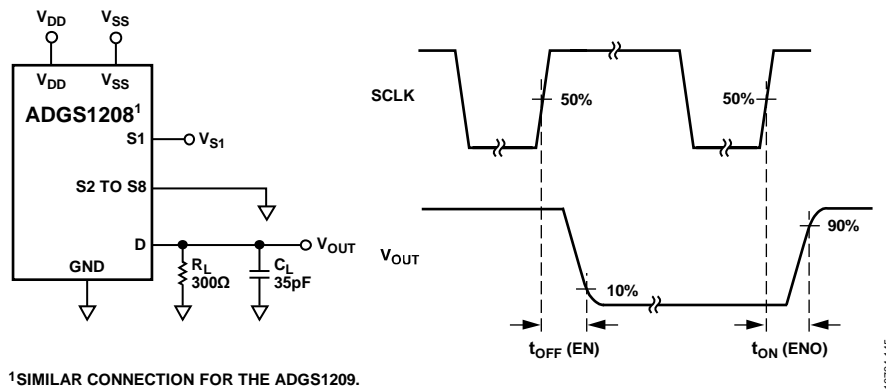 VDD
VSS
VDD
VSS
ADGS1208¹
S1
VS1
S2 TO S8
D
VOUT
GND
RL
300Ω
CL
35pF
SCLK
50%
50%
VOUT
90%
10%
tOFF (EN)
tON (ENO)
¹SIMILAR CONNECTION FOR THE ADGS1209.